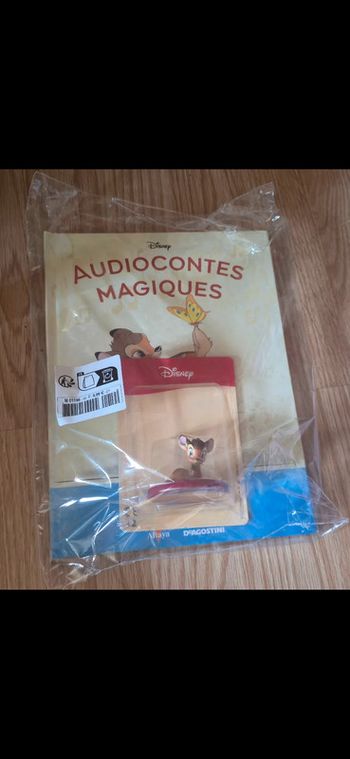 Disney
AUDIOCONTES
MAGIQUES
Disney
Altaya
DeAGOSTINI